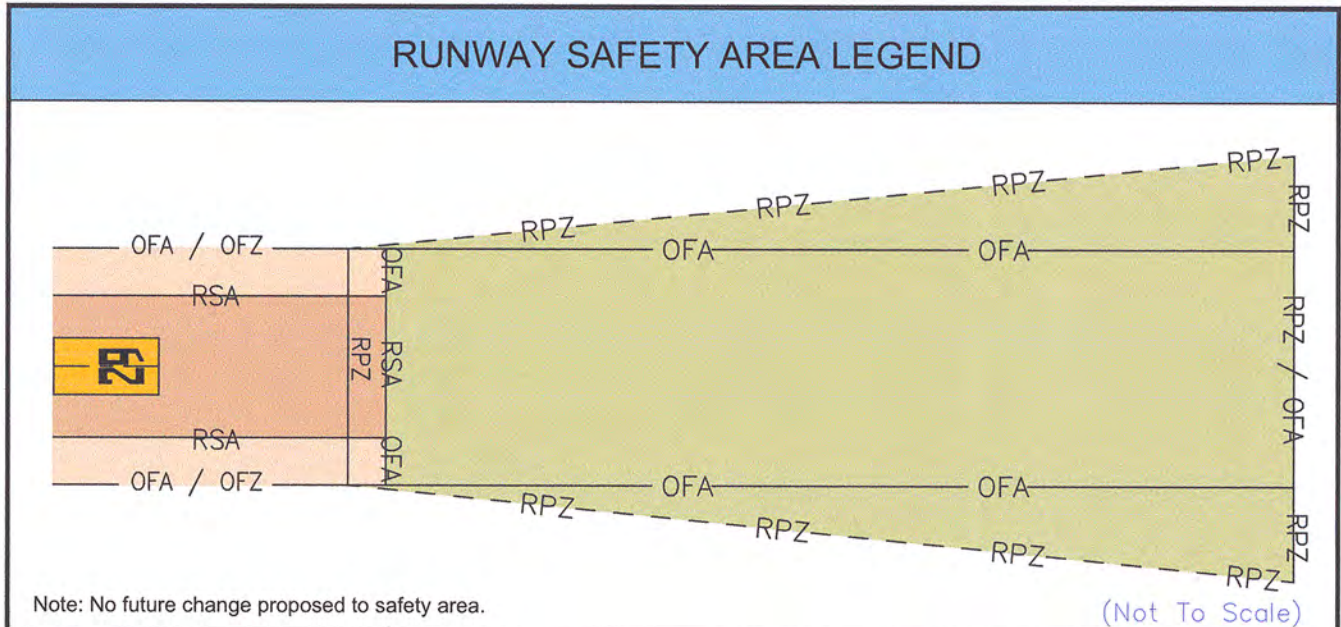 RUNWAY SAFETY AREA LEGEND
RPZ
RPZ
RPZ
RPZ
RPZ
OFA / OFZ
OFA
OFA
OFA
RSA
RPZ
RSA
RPZ / OFA
RSA
OFA
OFA / OFZ
OFA
OFA
RPZ
RPZ
RPZ
RPZ
RPZ
Note: No future change proposed to safety area.
(Not To Scale)